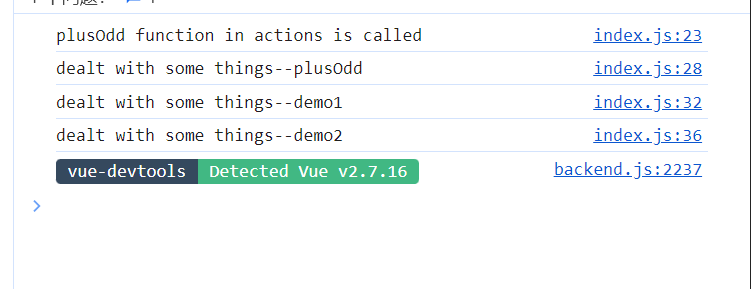 plusOdd function in actions is called index.js:23
dealt with some things--plusOdd index.js:28
dealt with some things--demo1 index.js:32
dealt with some things--demo2 index.js:36
vue-devtools Detected Vue v2.7.16 backend.js:2237